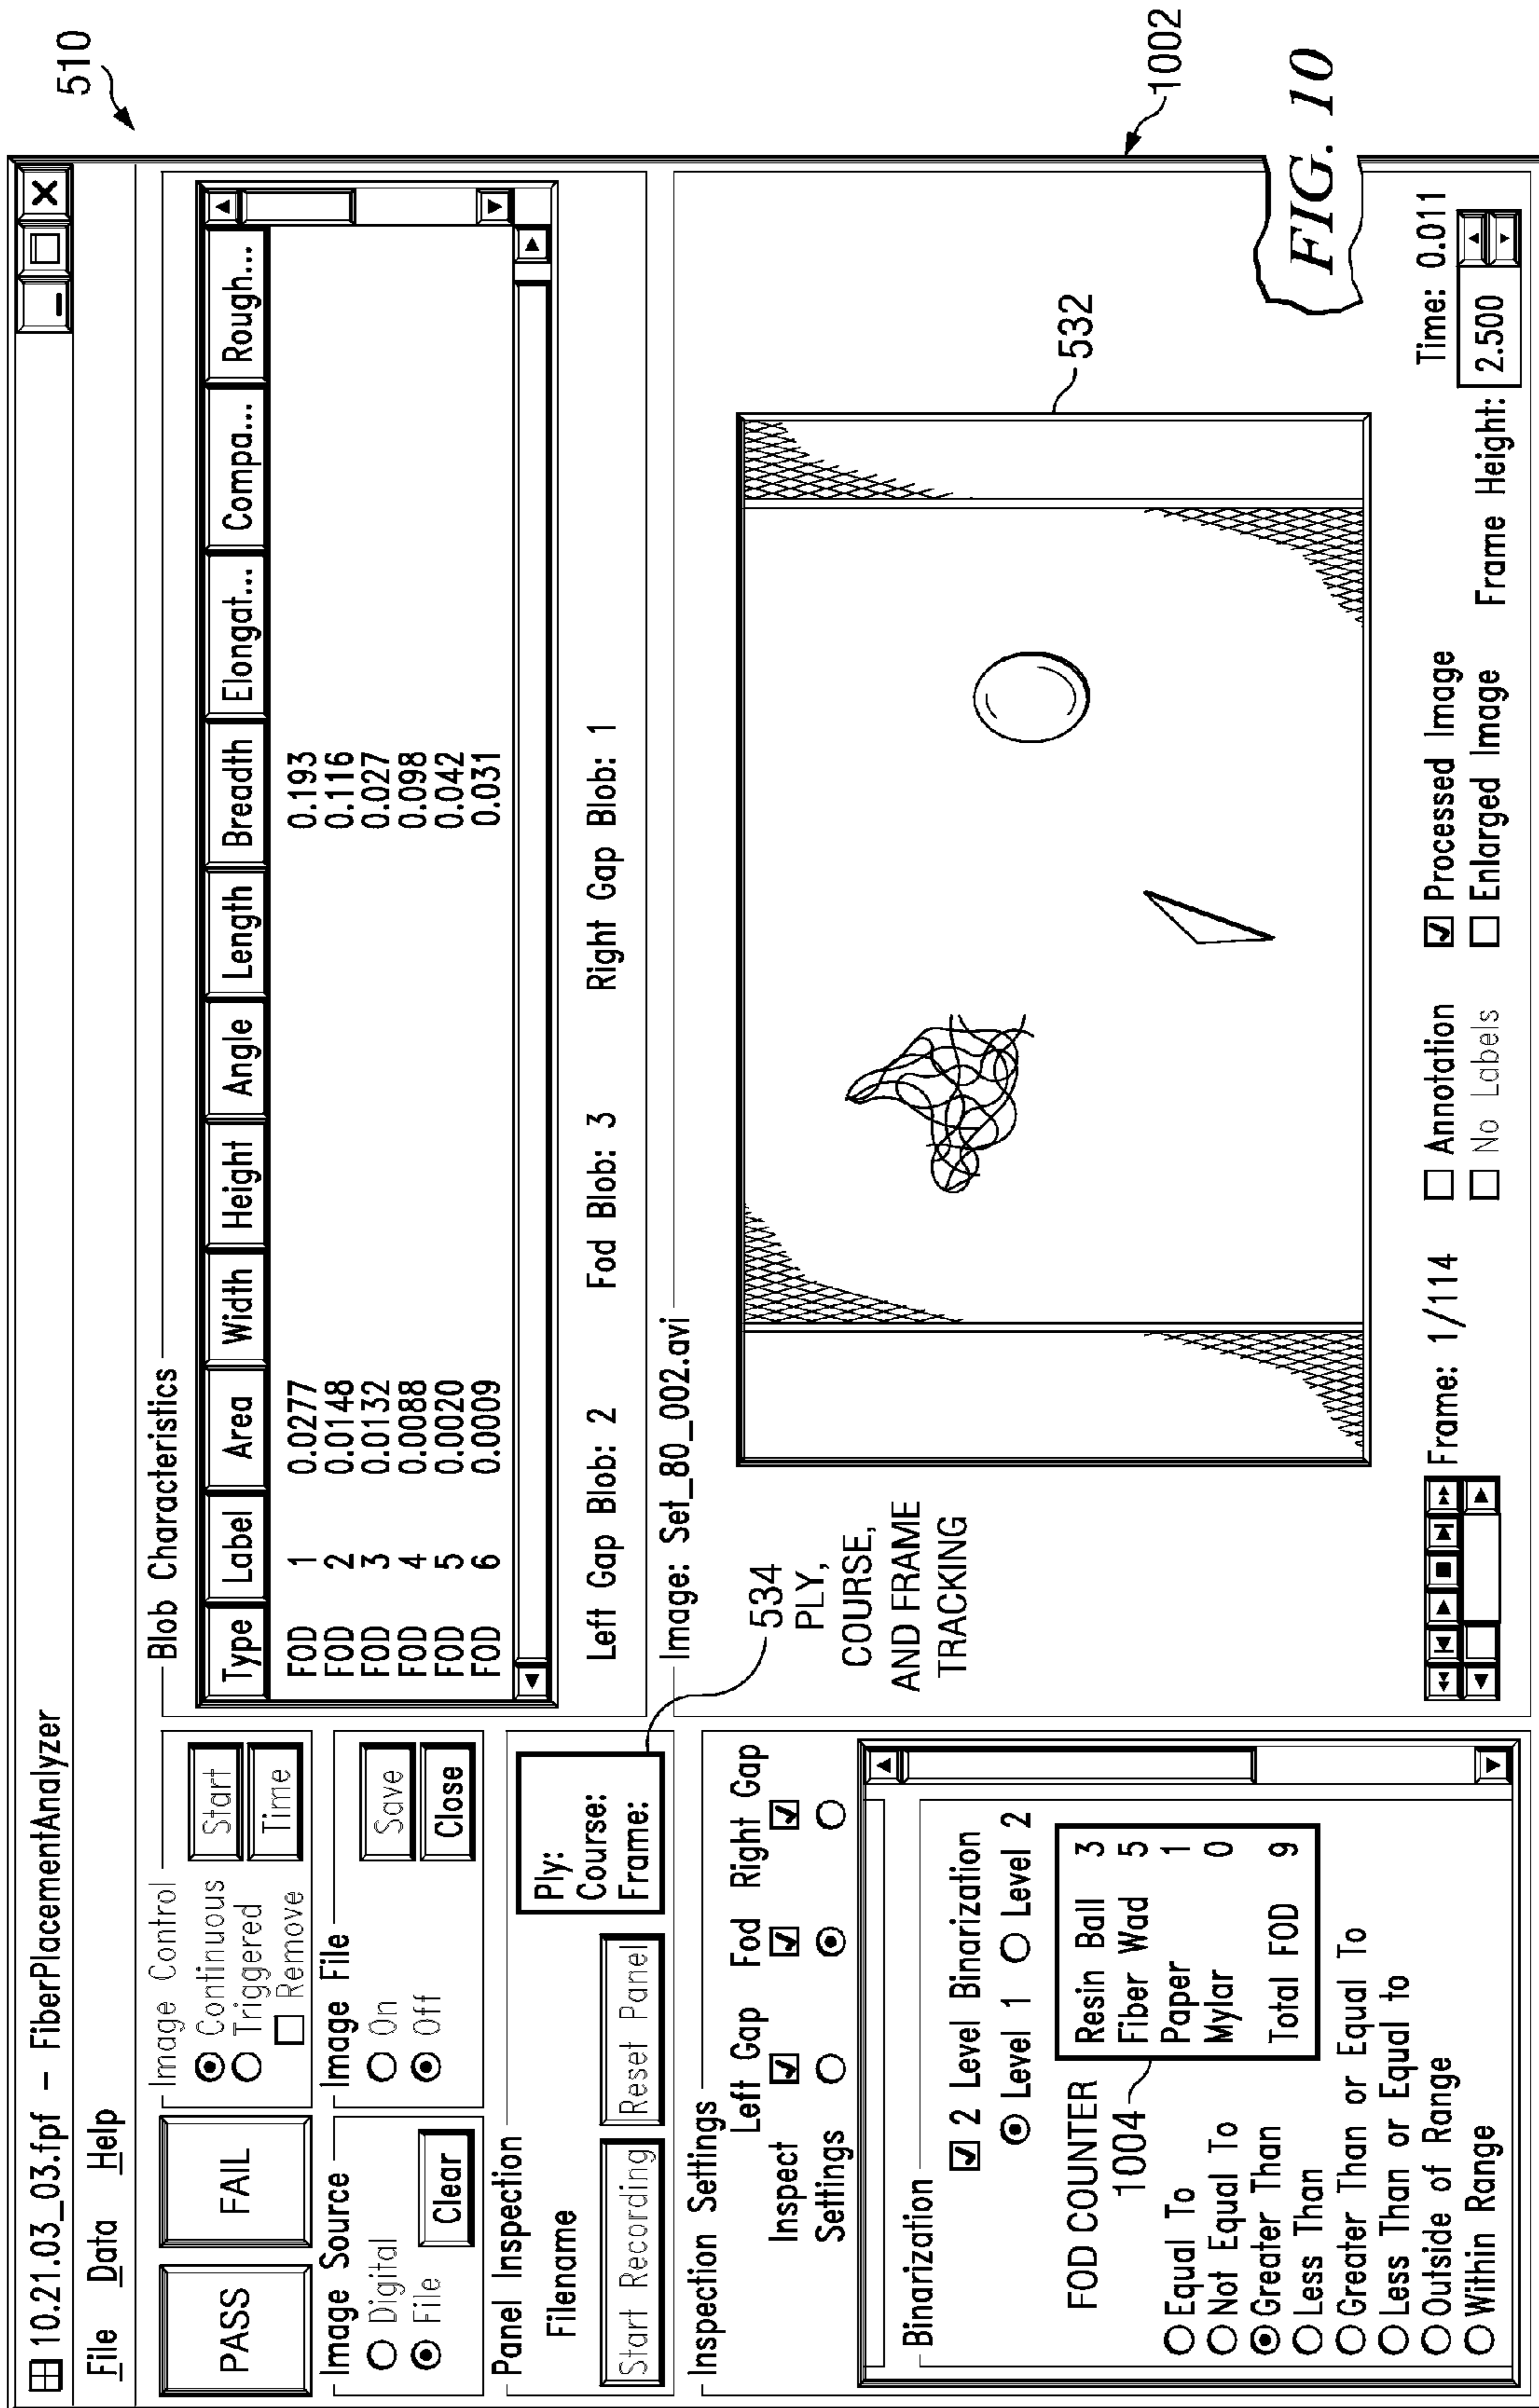 510
10.21.03_03.fpf - FiberPlacementAnalyzer
File Data Help
PASS FAIL
Image Control
Continuous
Triggered
Remove
Start
Time
Image Source
Digital
File
Clear
Image File
On
Off
Save
Close
Panel Inspection
Filename
Start Recording Reset Panel
Ply:
Course:
Frame:
534
PLY,
COURSE,
AND FRAME
TRACKING
Blob Characteristics
Type Label Area Width Height Angle Length Breadth Elongat... Compa... Rough...
FOD 1 0.0277 0.193
FOD 2 0.0148 0.116
FOD 3 0.0132 0.027
FOD 4 0.0088 0.098
FOD 5 0.0020 0.042
FOD 6 0.0009 0.031
Left Gap Blob: 2 Fod Blob: 3 Right Gap Blob: 1
Inspection Settings
Left Gap Fod Right Gap
Inspect
Settings
Binarization
2 Level Binarization
Level 1 Level 2
FOD COUNTER
1004
Resin Ball 3
Fiber Wad 5
Paper 1
Mylar 0
Total FOD 9
Equal To
Not Equal To
Greater Than
Less Than
Greater Than or Equal To
Less Than or Equal to
Outside of Range
Within Range
Image: Set_80_002.avi
532
1002
Frame: 1/114
Annotation
No Labels
Processed Image
Enlarged Image
Time: 0.011
Frame Height: 2.500
FIG. 10